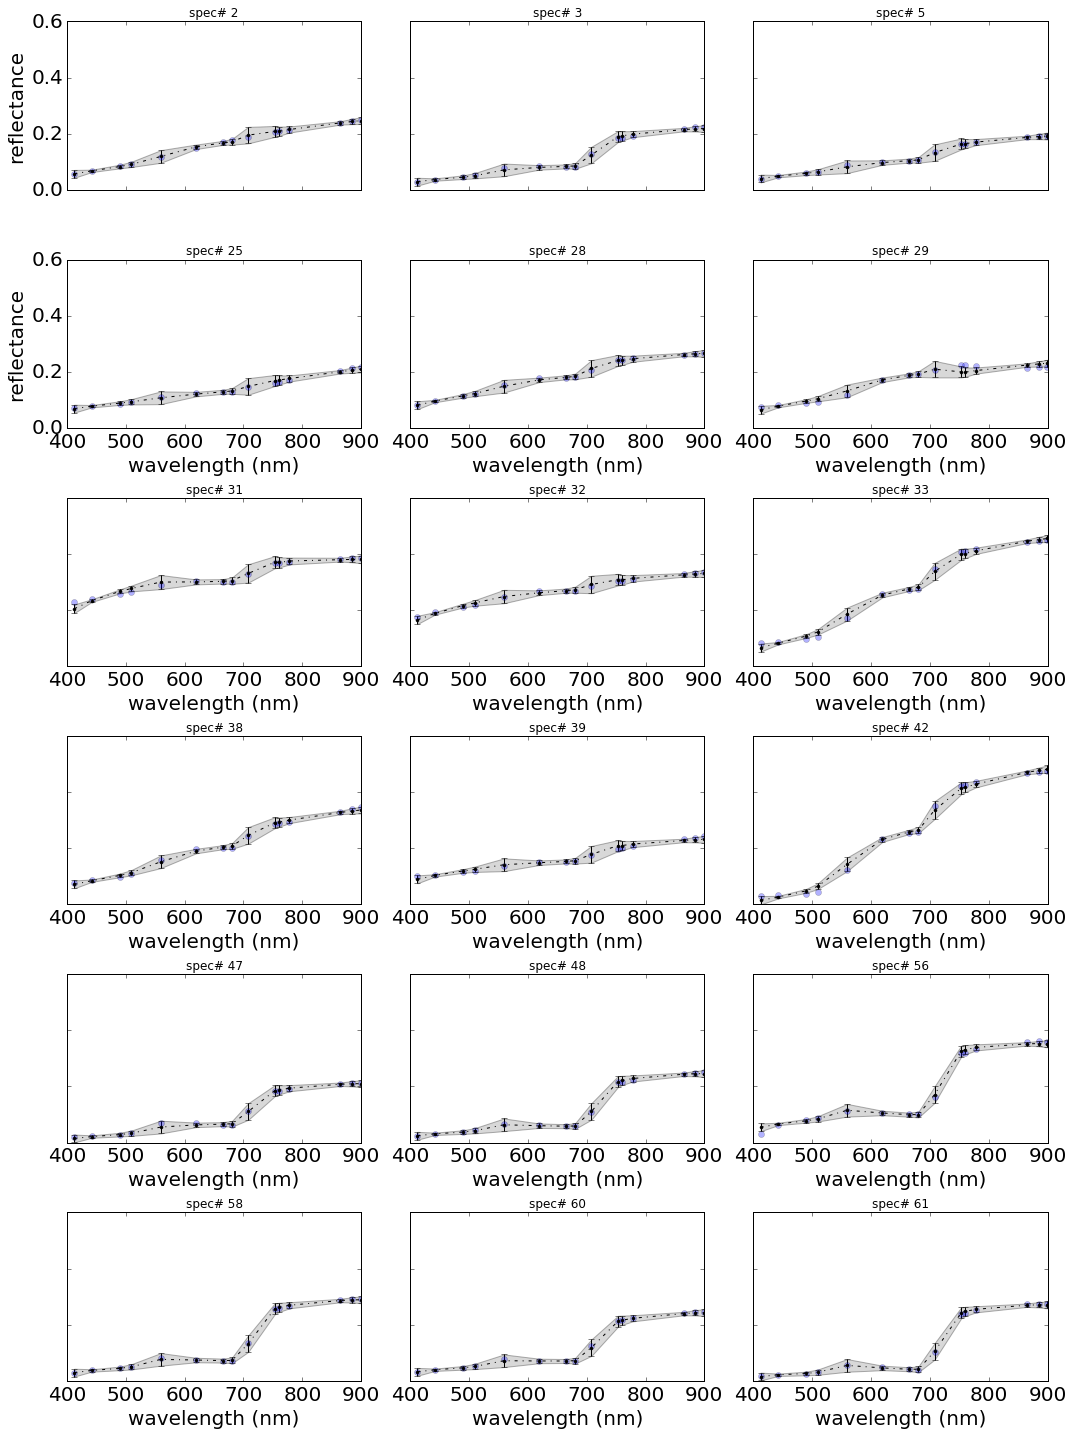 spec# 2 spec# 3 spec# 5
0.6
0.4
reflectance
0.2
0.0
spec# 25 spec# 28 spec# 29
0.6
0.4
reflectance
0.2
0.0
400 500 600 700 800 900 400 500 600 700 800 900 400 500 600 700 800 900
wavelength (nm) wavelength (nm) wavelength (nm)
spec# 31 spec# 32 spec# 33
400 500 600 700 800 900 400 500 600 700 800 900 400 500 600 700 800 900
wavelength (nm) wavelength (nm) wavelength (nm)
spec# 38 spec# 39 spec# 42
400 500 600 700 800 900 400 500 600 700 800 900 400 500 600 700 800 900
wavelength (nm) wavelength (nm) wavelength (nm)
spec# 47 spec# 48 spec# 56
400 500 600 700 800 900 400 500 600 700 800 900 400 500 600 700 800 900
wavelength (nm) wavelength (nm) wavelength (nm)
spec# 58 spec# 60 spec# 61
400 500 600 700 800 900 400 500 600 700 800 900 400 500 600 700 800 900
wavelength (nm) wavelength (nm) wavelength (nm)